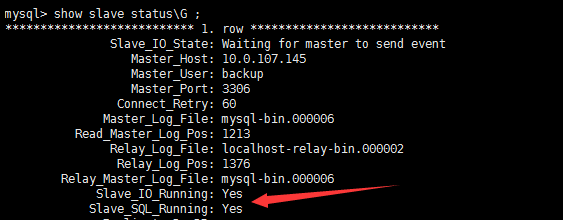 mysql> show slave status\G ;
*************************** 1. row ***************************
Slave_IO_State: Waiting for master to send event
Master_Host: 10.0.107.145
Master_User: backup
Master_Port: 3306
Connect_Retry: 60
Master_Log_File: mysql-bin.000006
Read_Master_Log_Pos: 1213
Relay_Log_File: localhost-relay-bin.000002
Relay_Log_Pos: 1376
Relay_Master_Log_File: mysql-bin.000006
Slave_IO_Running: Yes
Slave_SQL_Running: Yes